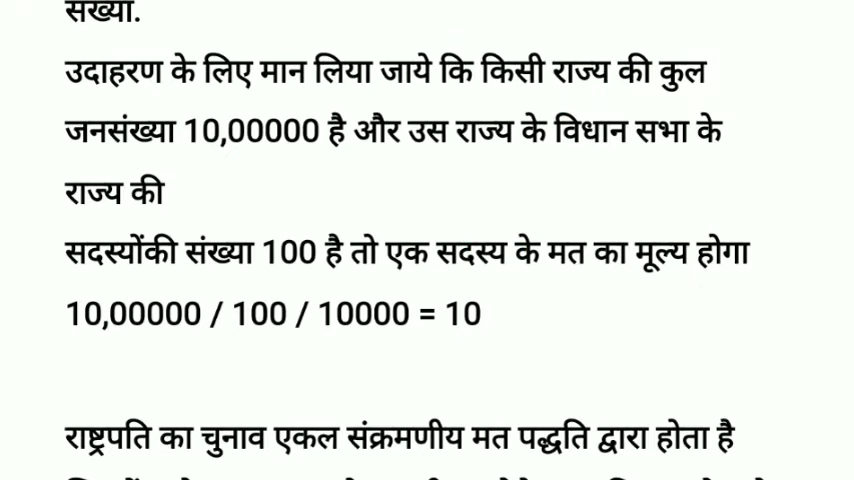 संख्या.
उदाहरण के लिए मान लिया जाये कि किसी राज्य की कुल
जनसंख्या 10,00000 है और उस राज्य के विधान सभा के
राज्य की
सदस्योंकी संख्या 100 है तो एक सदस्य के मत का मूल्य होगा
10,00000 / 100 / 10000 = 10
राष्ट्रपति का चुनाव एकल संक्रमणीय मत पद्धति द्वारा होता है